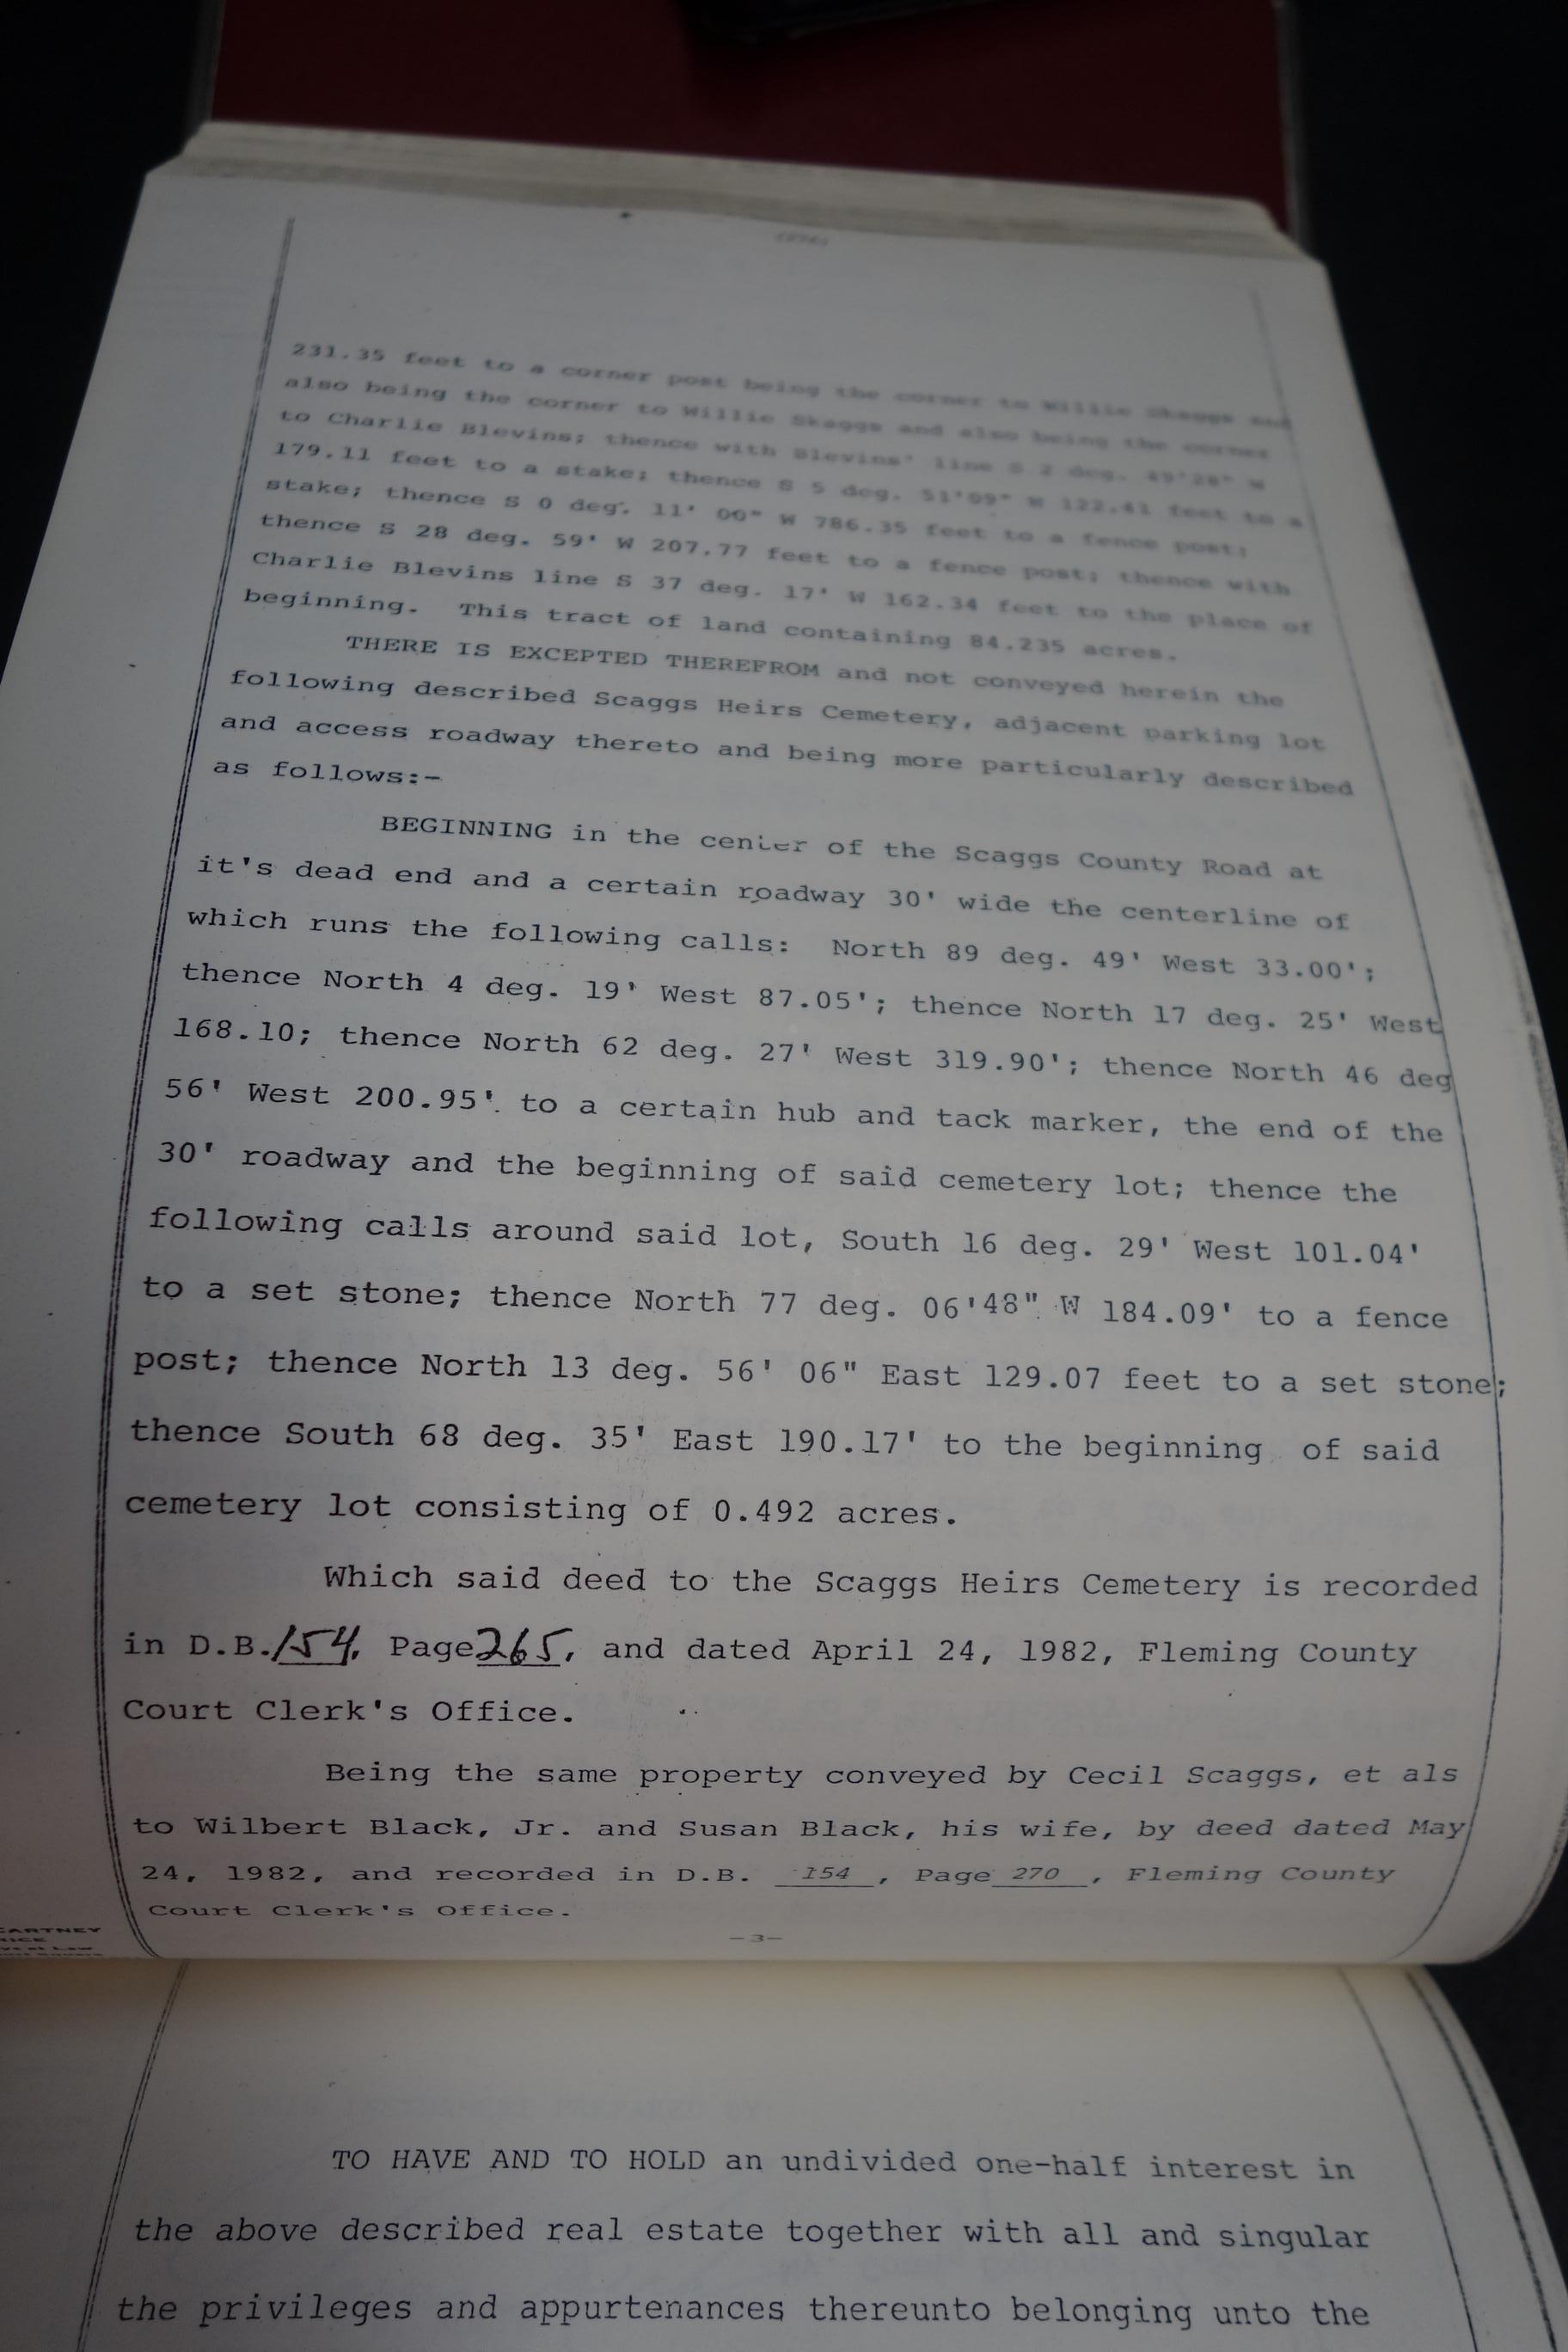 231.35 feet to a corner post being the corner to Willie Skaggs and
also being the corner to Willie Skaggs and also being the corner
to Charlie Blevins; thence with Blevins' line S 2 deg. 49'28" W
179.11 feet to a stake; thence S 5 deg. 51'09" W 122.41 feet to a
stake; thence S 0 deg. 11' 00" W 786.35 feet to a fence post;
thence S 28 deg. 59' W 207.77 feet to a fence post; thence with
Charlie Blevins line S 37 deg. 17' W 162.34 feet to the place of
beginning. This tract of land containing 84.235 acres.
THERE IS EXCEPTED THEREFROM and not conveyed herein the
following described Scaggs Heirs Cemetery, adjacent parking lot
and access roadway thereto and being more particularly described
as follows:-
BEGINNING in the center of the Scaggs County Road at
it's dead end and a certain roadway 30' wide the centerline of
which runs the following calls: North 89 deg. 49' West 33.00';
thence North 4 deg. 19' West 87.05'; thence North 17 deg. 25' West
168.10; thence North 62 deg. 27' West 319.90'; thence North 46 deg
56' West 200.95' to a certain hub and tack marker, the end of the
30' roadway and the beginning of said cemetery lot; thence the
following calls around said lot, South 16 deg. 29' West 101.04'
to a set stone; thence North 77 deg. 06'48" W 184.09' to a fence
post; thence North 13 deg. 56' 06" East 129.07 feet to a set stone;
thence South 68 deg. 35' East 190.17' to the beginning of said
cemetery lot consisting of 0.492 acres.
Which said deed to the Scaggs Heirs Cemetery is recorded
in D.B. 154, Page 265, and dated April 24, 1982, Fleming County
Court Clerk's Office.
Being the same property conveyed by Cecil Scaggs, et als
to Wilbert Black, Jr. and Susan Black, his wife, by deed dated May
24, 1982, and recorded in D.B. 154, Page 270, Fleming County
Court Clerk's Office.
-3-
TO HAVE AND TO HOLD an undivided one-half interest in
the above described real estate together with all and singular
the privileges and appurtenances thereunto belonging unto the